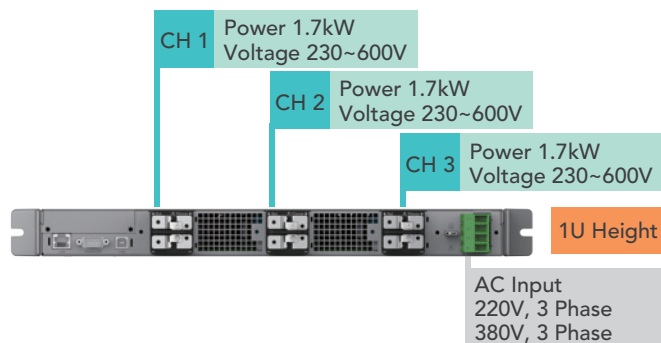 CH 1
Power 1.7kW
Voltage 230~600V
CH 2
Power 1.7kW
Voltage 230~600V
CH 3
Power 1.7kW
Voltage 230~600V
1U Height
AC Input
220V, 3 Phase
380V, 3 Phase